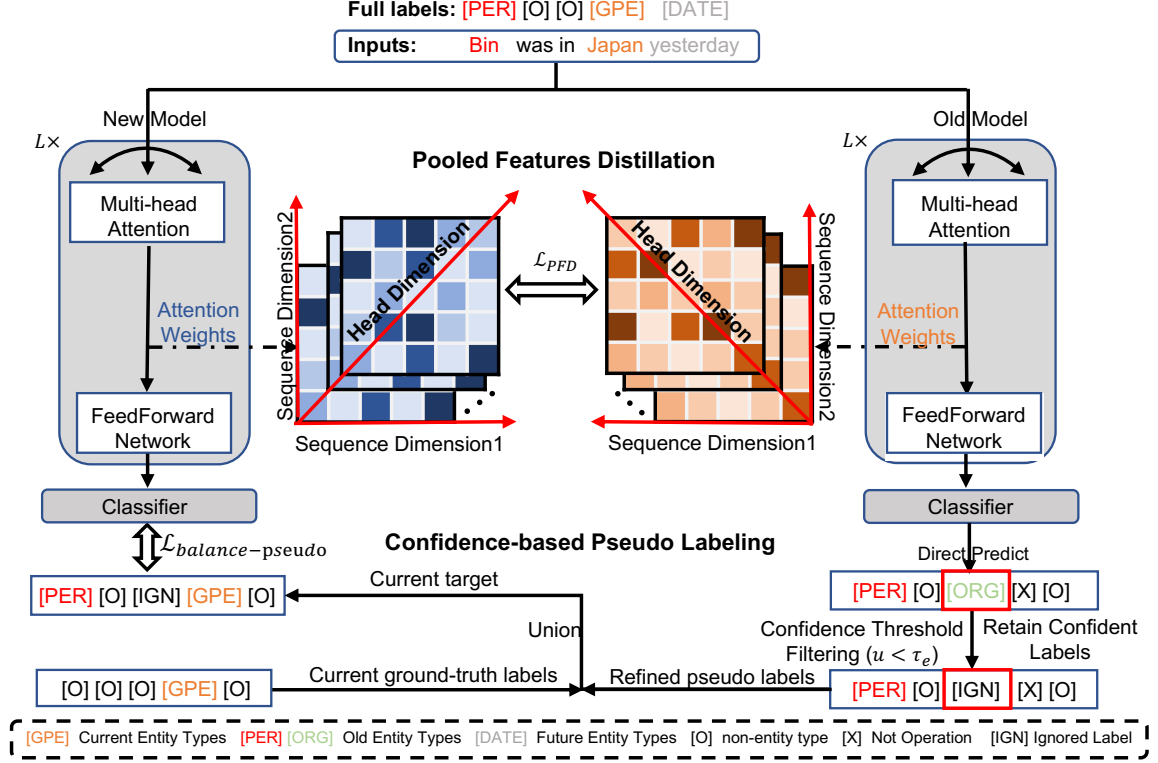 Full labels: [PER] [O] [O] [GPE] [DATE]
Inputs: Bin was in Japan yesterday
New Model
Old Model
L×
L×
Pooled Features Distillation
Multi-head
Attention
Multi-head
Attention
Sequence Dimension2
Head Dimension
ℒ_PFD
Head Dimension
Sequence Dimension2
Attention
Weights
Attention
Weights
FeedForward
Network
FeedForward
Network
Sequence Dimension1
Sequence Dimension1
Classifier
Classifier
ℒ_balance−pseudo
Confidence-based Pseudo Labeling
Direct Predict
Current target
[PER] [O] [IGN] [GPE] [O]
[PER] [O] [ORG] [X] [O]
Union
Confidence Threshold
Filtering (u < τ_e)
Retain Confident
Labels
[O] [O] [O] [GPE] [O]
Current ground-truth labels
Refined pseudo labels
[PER] [O] [IGN] [X] [O]
[GPE] Current Entity Types [PER] [ORG] Old Entity Types [DATE] Future Entity Types [O] non-entity type [X] Not Operation [IGN] Ignored Label